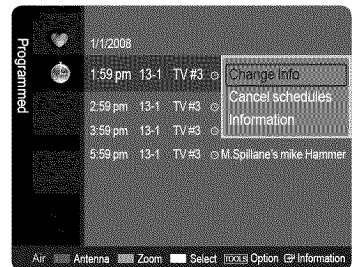 Programmed
1/1/2008
1:59 pm 13-1 TV #3
Change Info
Cancel schedules
Information
2:59 pm 13-1 TV #3
3:59 pm 13-1 TV #3
5:59 pm 13-1 TV #3 M.Spillane's mike Hammer
Air Antenna Zoom Select TOOLS Option Information